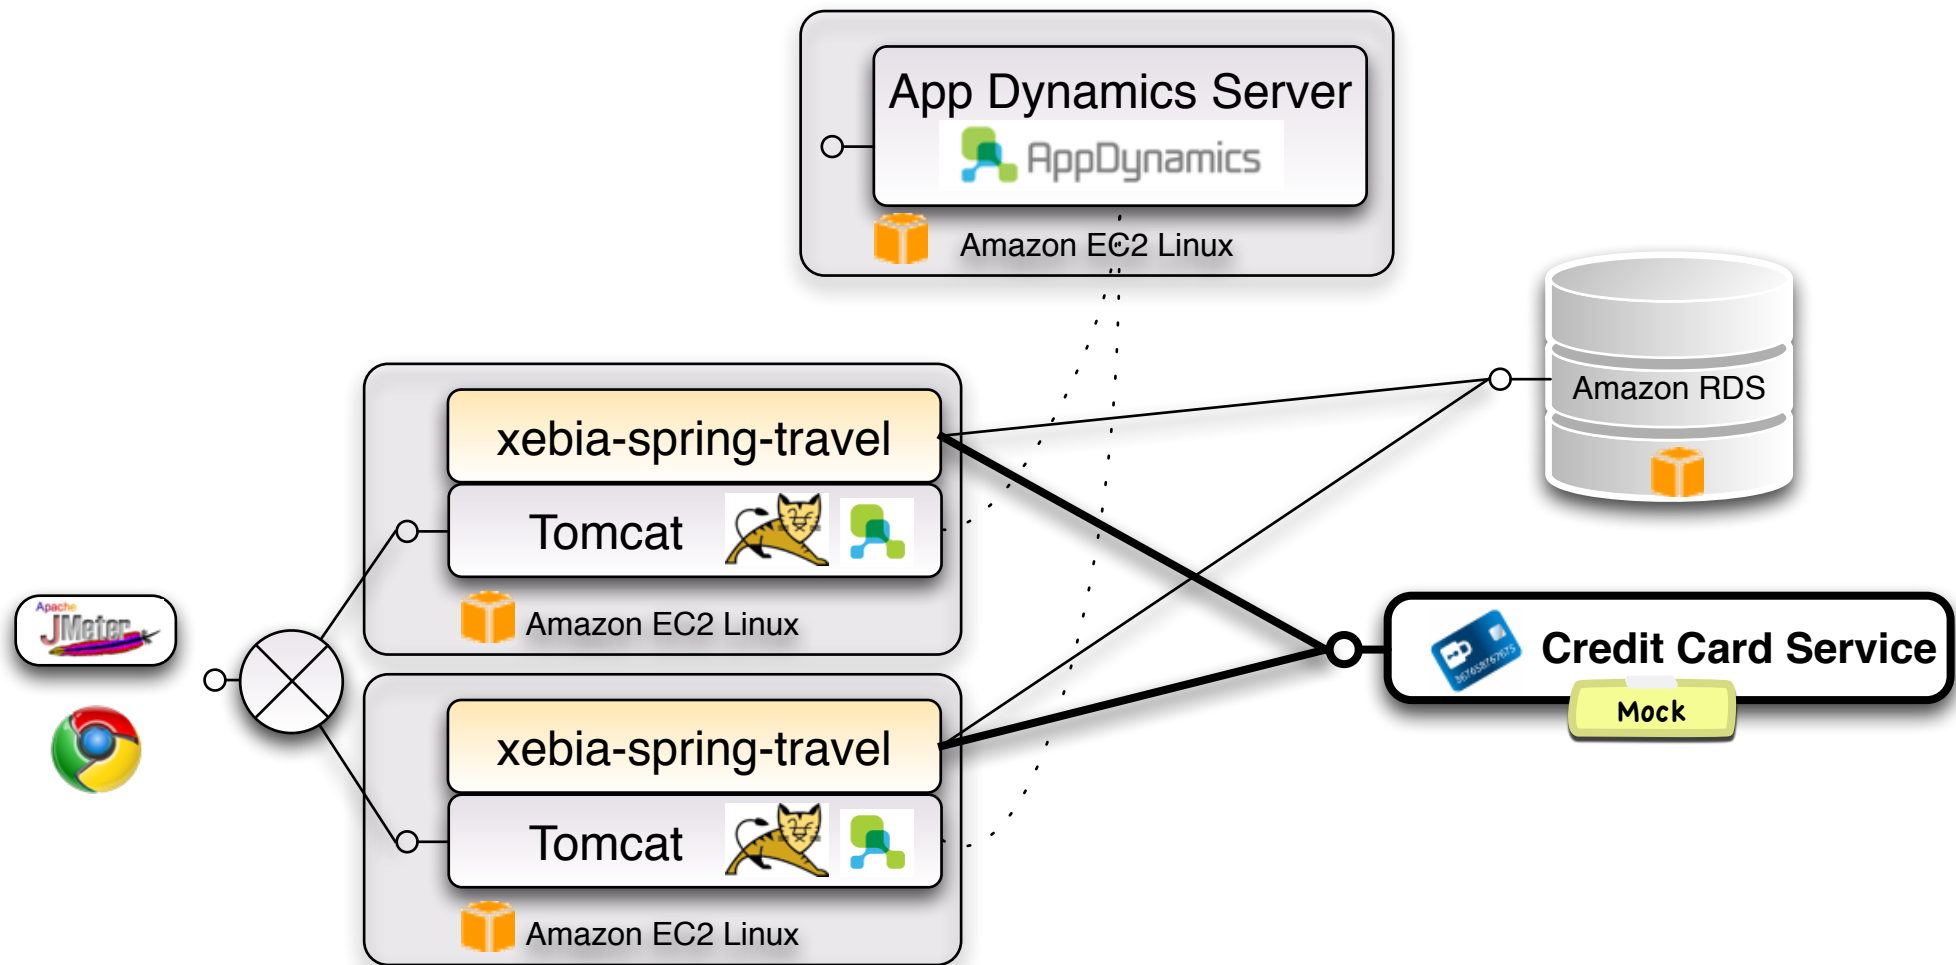 App Dynamics Server
AppDynamics
Amazon EC2 Linux
Amazon RDS
xebia-spring-travel
Tomcat
Amazon EC2 Linux
Apache
JMeter
Credit Card Service
367658767675
Mock
xebia-spring-travel
Tomcat
Amazon EC2 Linux